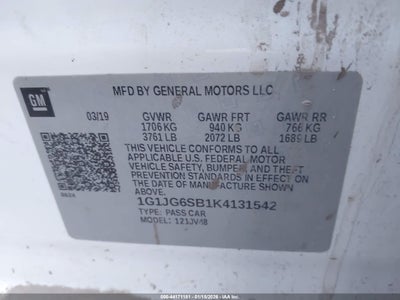 MFD BY GENERAL MOTORS LLC
GM
03/19 GVWR GAWR FRT GAWR RR
1706 KG 940 KG 766 KG
3761 LB 2072 LB 1689 LB
THIS VEHICLE CONFORMS TO ALL
APPLICABLE U.S. FEDERAL MOTOR
VEHICLE SAFETY, BUMPER, AND THEFT
PREVENTION STANDARDS IN EFFECT ON THE
DATE OF MANUFACTURE SHOWN ABOVE.
1G1JG6SB1K4131542
TYPE: PASS CAR
MODEL: 121JV48